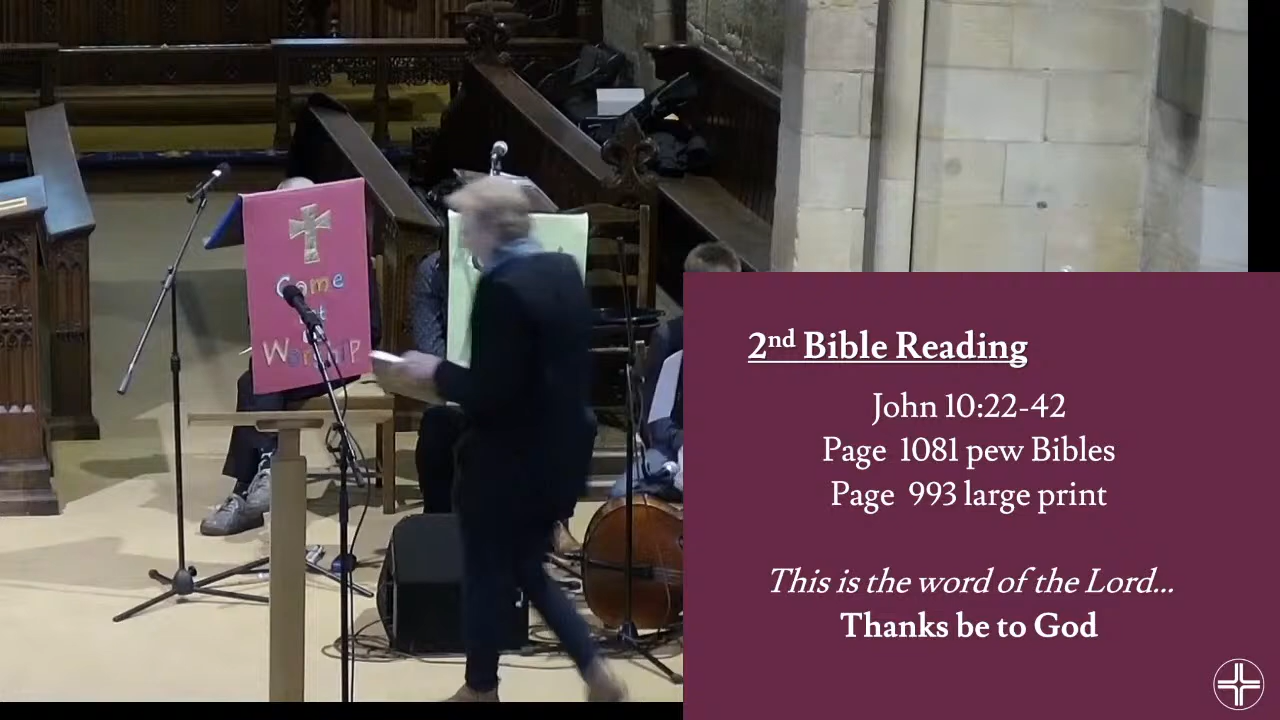 Come
Worship
2nd Bible Reading
John 10:22-42
Page 1081 pew Bibles
Page 993 large print
This is the word of the Lord...
Thanks be to God